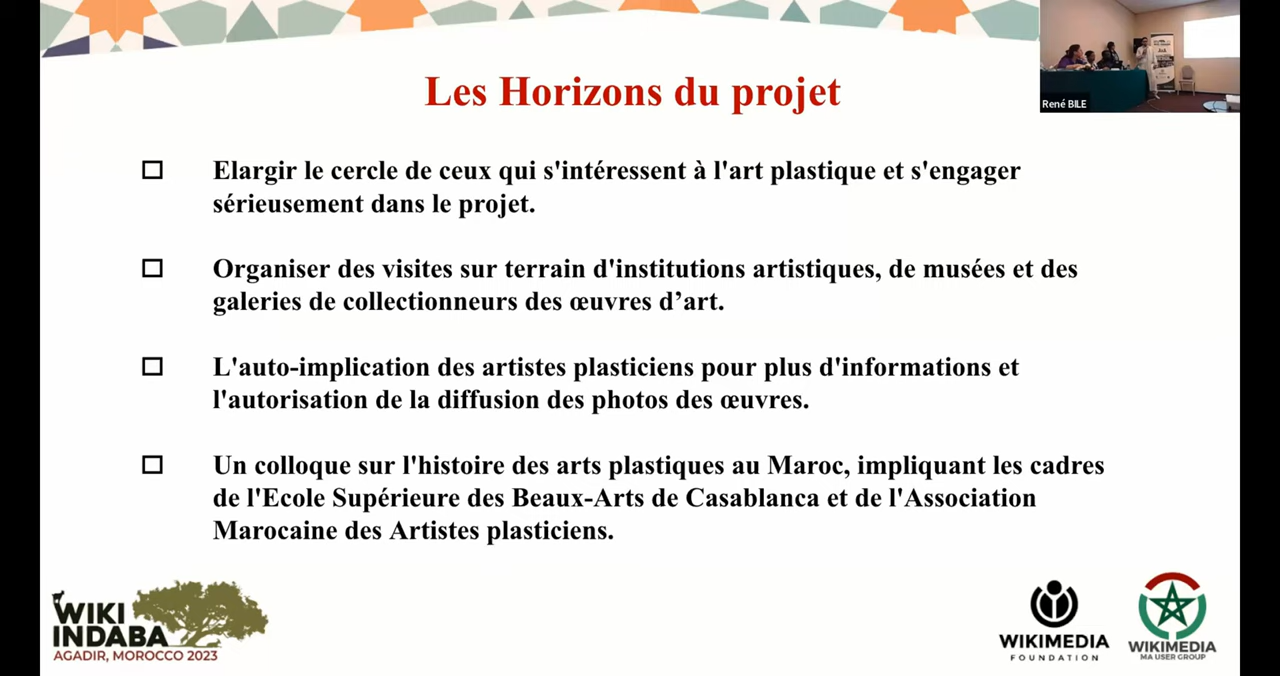 Les Horizons du projet
René BILE
Elargir le cercle de ceux qui s'intéressent à l'art plastique et s'engager
sérieusement dans le projet.
Organiser des visites sur terrain d'institutions artistiques, de musées et des
galeries de collectionneurs des œuvres d’art.
L'auto-implication des artistes plasticiens pour plus d'informations et
l'autorisation de la diffusion des photos des œuvres.
Un colloque sur l'histoire des arts plastiques au Maroc, impliquant les cadres
de l'Ecole Supérieure des Beaux-Arts de Casablanca et de l'Association
Marocaine des Artistes plasticiens.
WIKI
INDABA
AGADIR, MOROCCO 2023
WIKIMEDIA
FOUNDATION
WIKIMEDIA
MA USER GROUP